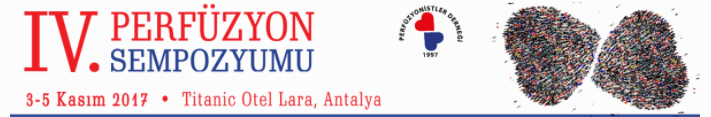 IV. PERFÜZYON
SEMPOZYUMU
3-5 Kasım 2017 • Titanic Otel Lara, Antalya
PERFÜZYONİSTLER DERNEĞİ
1997